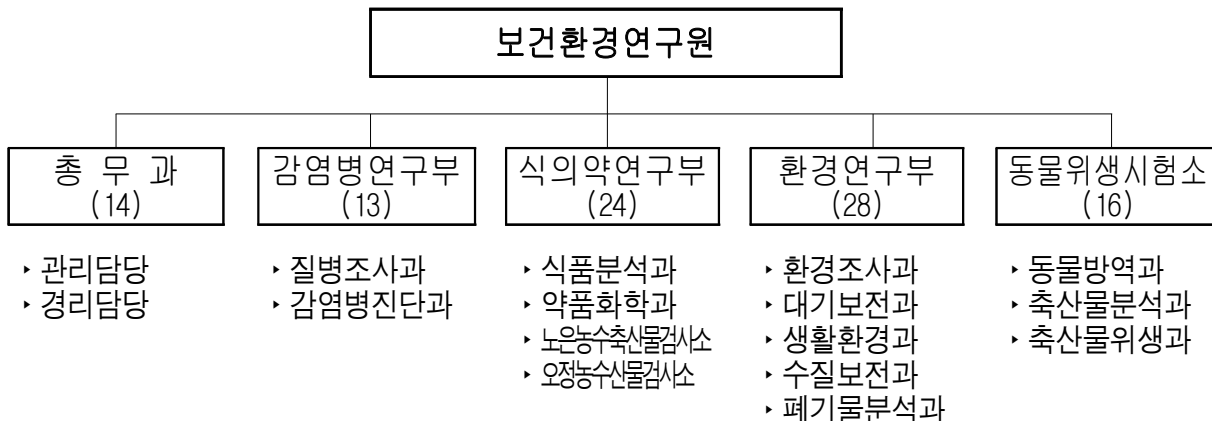 보건환경연구원
총 무 과
(14)
‣ 관리담당
‣ 경리담당
감염병연구부
(13)
‣ 질병조사과
‣ 감염병진단과
식의약연구부
(24)
‣ 식품분석과
‣ 약품화학과
‣ 노은농수축산물검사소
‣ 오정농수산물검사소
환경연구부
(28)
‣ 환경조사과
‣ 대기보전과
‣ 생활환경과
‣ 수질보전과
‣ 폐기물분석과
동물위생시험소
(16)
‣ 동물방역과
‣ 축산물분석과
‣ 축산물위생과